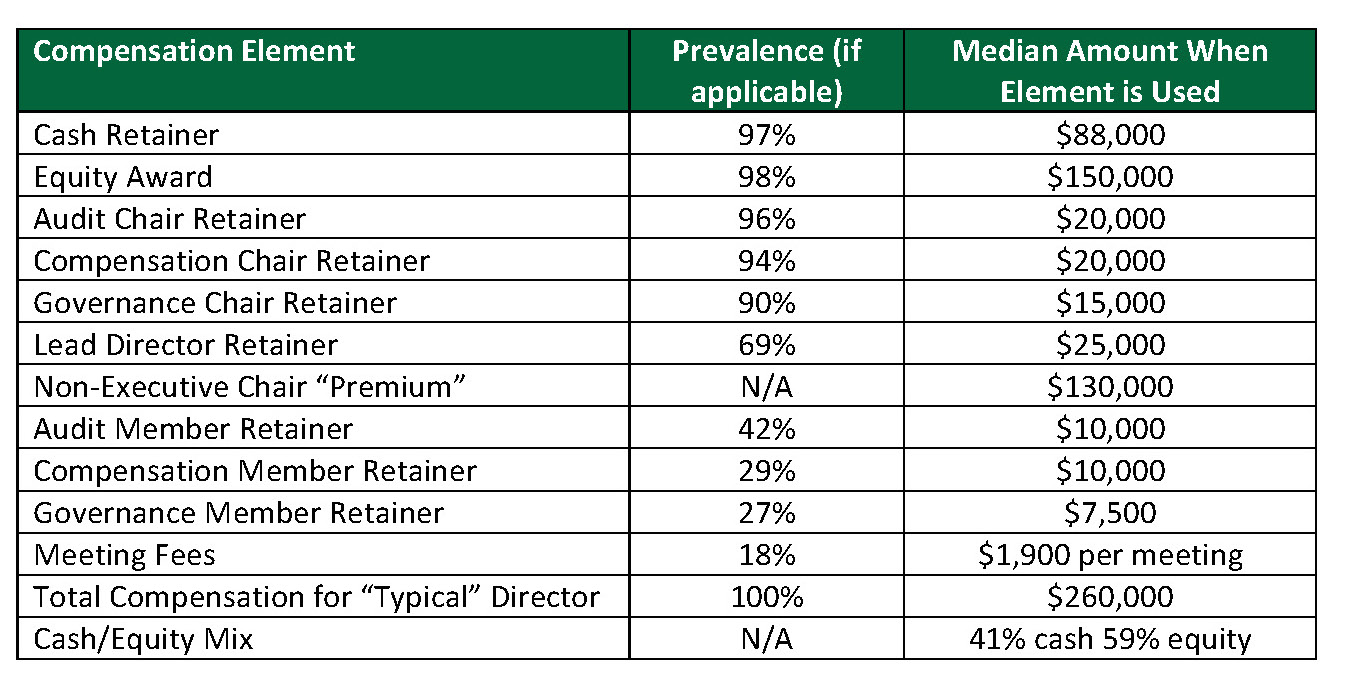 Compensation Element Prevalence (if Median Amount When
applicable) Element is Used
Cash Retainer 97% $88,000
Equity Award 98% $150,000
Audit Chair Retainer 96% $20,000
Compensation Chair Retainer 94% $20,000
Governance Chair Retainer 90% $15,000
Lead Director Retainer 69% $25,000
Non-Executive Chair “Premium” N/A $130,000
Audit Member Retainer 42% $10,000
Compensation Member Retainer 29% $10,000
Governance Member Retainer 27% $7,500
Meeting Fees 18% $1,900 per meeting
Total Compensation for “Typical” Director 100% $260,000
Cash/Equity Mix N/A 41% cash 59% equity